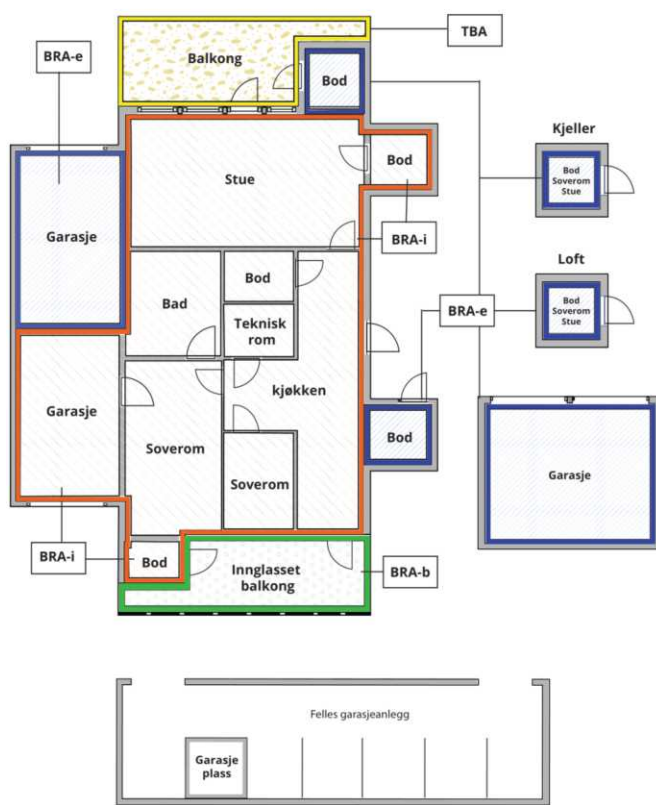 TBA
BRA-e
Balkong
Bod
Kjeller
Bod
Soverom
Stue
Bod
Stue
Garasje
BRA-i
Loft
Bod
Bad
Bod
Soverom
Stue
BRA-e
Teknisk
rom
Garasje
kjøkken
Bod
Soverom
Garasje
Soverom
BRA-i
Bod
Innglasset
balkong
BRA-b
Felles garasjeanlegg
Garasje
plass